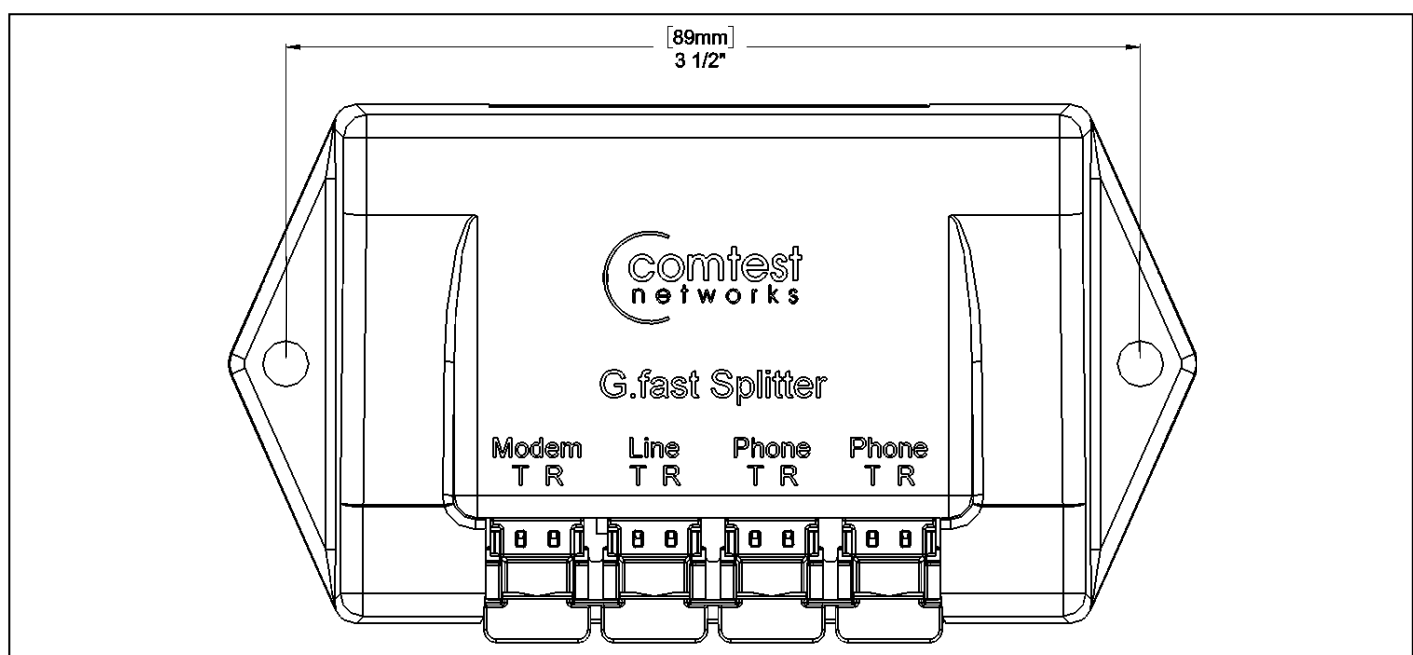 [89mm]
3 1/2"
comtest
networks
G.fast Splitter
Modem Line Phone Phone
T R T R T R T R